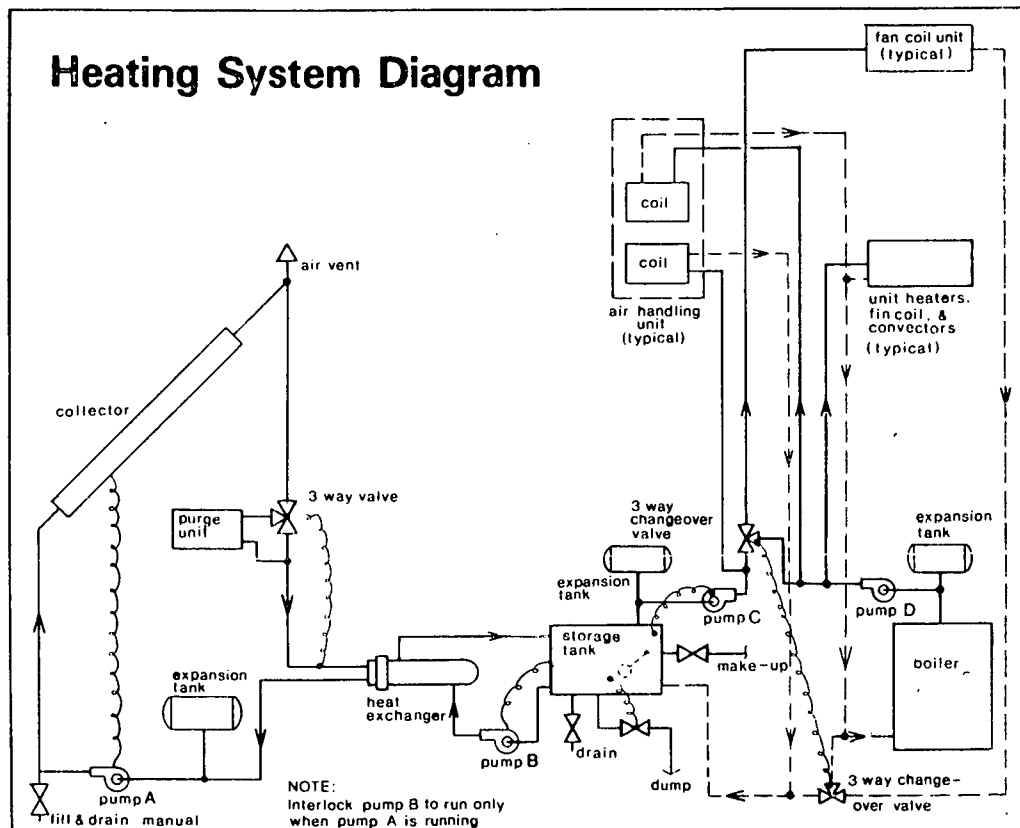 Heating System Diagram
fan coil unit
(typical)
coil
coil
air handling
unit
(typical)
unit heaters,
fin coil, &
convectors
(typical)
air vent
collector
3 way valve
purge
unit
3 way
changeover
valve
expansion
tank
expansion
tank
pump C
pump D
storage
tank
make-up
boiler
expansion
tank
heat
exchanger
pump B
drain
dump
3 way change-
over valve
pump A
fill & drain manual
NOTE:
Interlock pump B to run only
when pump A is running